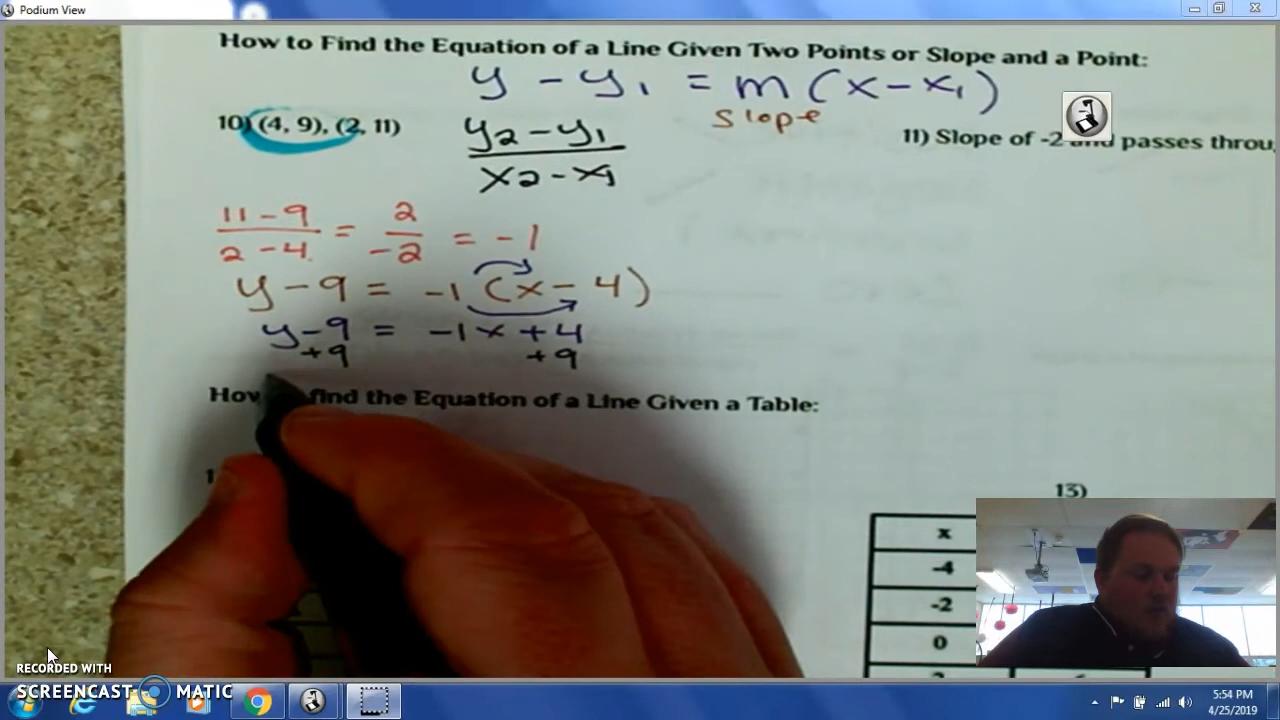 Podium View
How to Find the Equation of a Line Given Two Points or Slope and a Point:
y - y₁ = m (x - x₁)
slope
10) (4, 9), (2, 11)
y₂ - y₁
x₂ - x₁
11) Slope of -2 and passes throu
11 - 9 = 2 = -1
2 - 4 -2
y - 9 = -1 (x - 4)
y - 9 = -1x + 4
+9 +9
How find the Equation of a Line Given a Table:
13)
x
-4
-2
0
RECORDED WITH
SCREENCAST MATIC
5:54 PM
4/25/2019